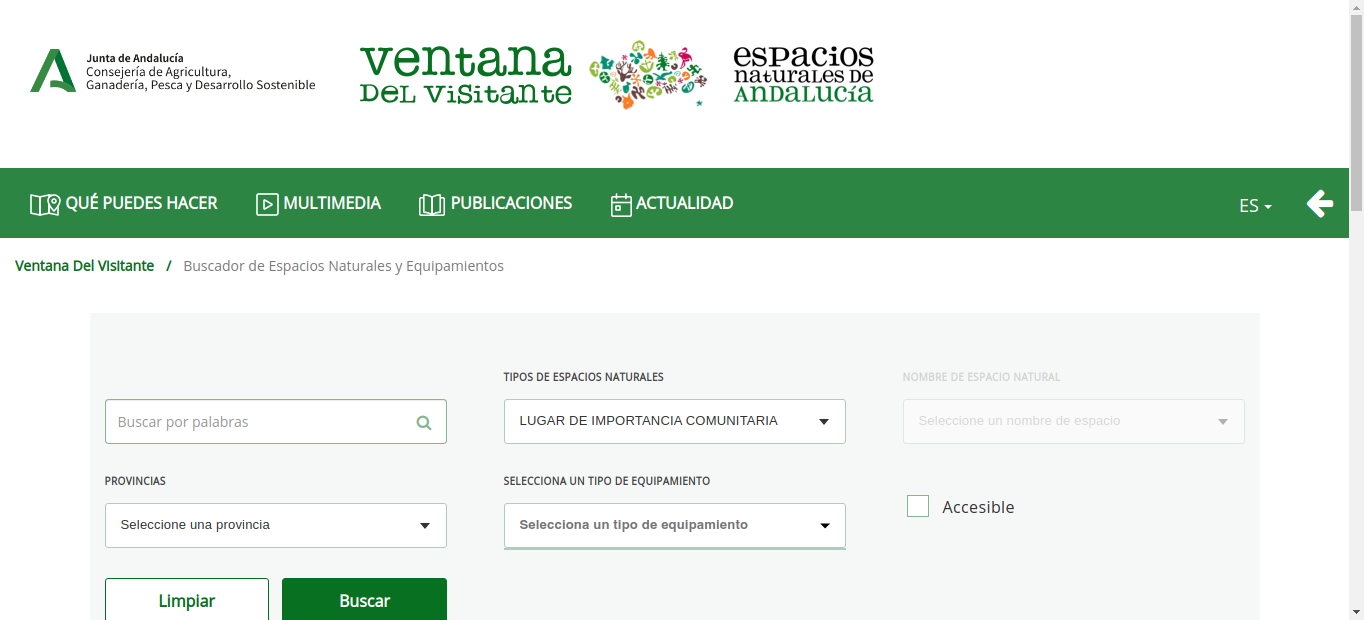 Junta de Andalucía
Consejería de Agricultura,
Ganadería, Pesca y Desarrollo Sostenible
ventana
DEL VISITANTE
espacios
naturales de
ANDALUCÍA
QUÉ PUEDES HACER
MULTIMEDIA
PUBLICACIONES
ACTUALIDAD
ES
Ventana Del Visitante / Buscador de Espacios Naturales y Equipamientos
TIPOS DE ESPACIOS NATURALES
NOMBRE DE ESPACIO NATURAL
Buscar por palabras
LUGAR DE IMPORTANCIA COMUNITARIA
Seleccione un nombre de espacio
PROVINCIAS
SELECCIONA UN TIPO DE EQUIPAMIENTO
Seleccione una provincia
Selecciona un tipo de equipamiento
Accesible
Limpiar
Buscar